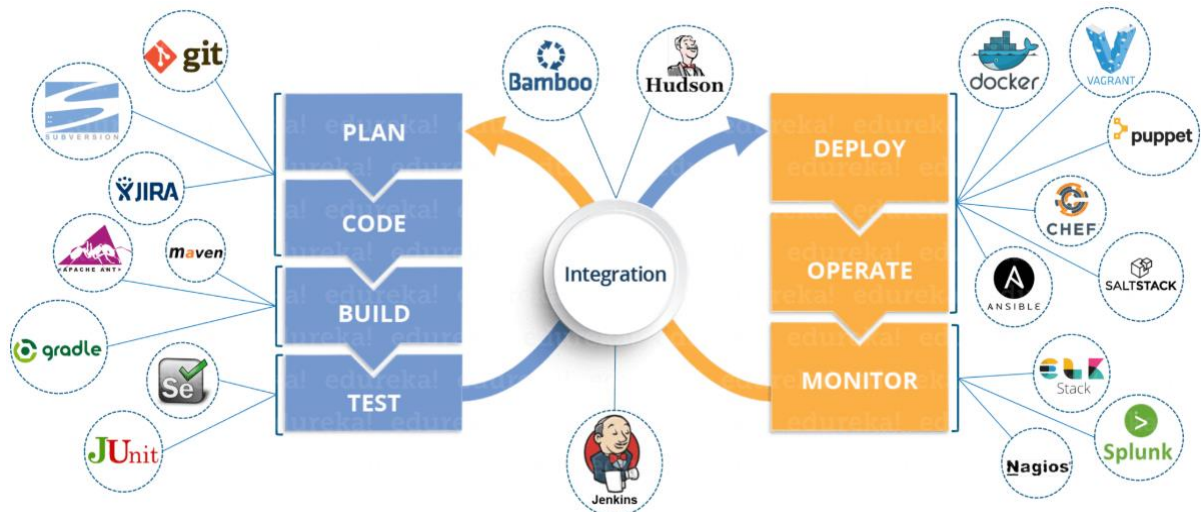 git
SUBVERSION
JIRA
APACHE ANT
maven
gradle
Se
JUnit
PLAN
CODE
BUILD
TEST
Bamboo
Hudson
Integration
Jenkins
DEPLOY
OPERATE
MONITOR
docker
VAGRANT
puppet
CHEF
SALTSTACK
ANSIBLE
ELK
Stack
Splunk
Nagios
edureka!